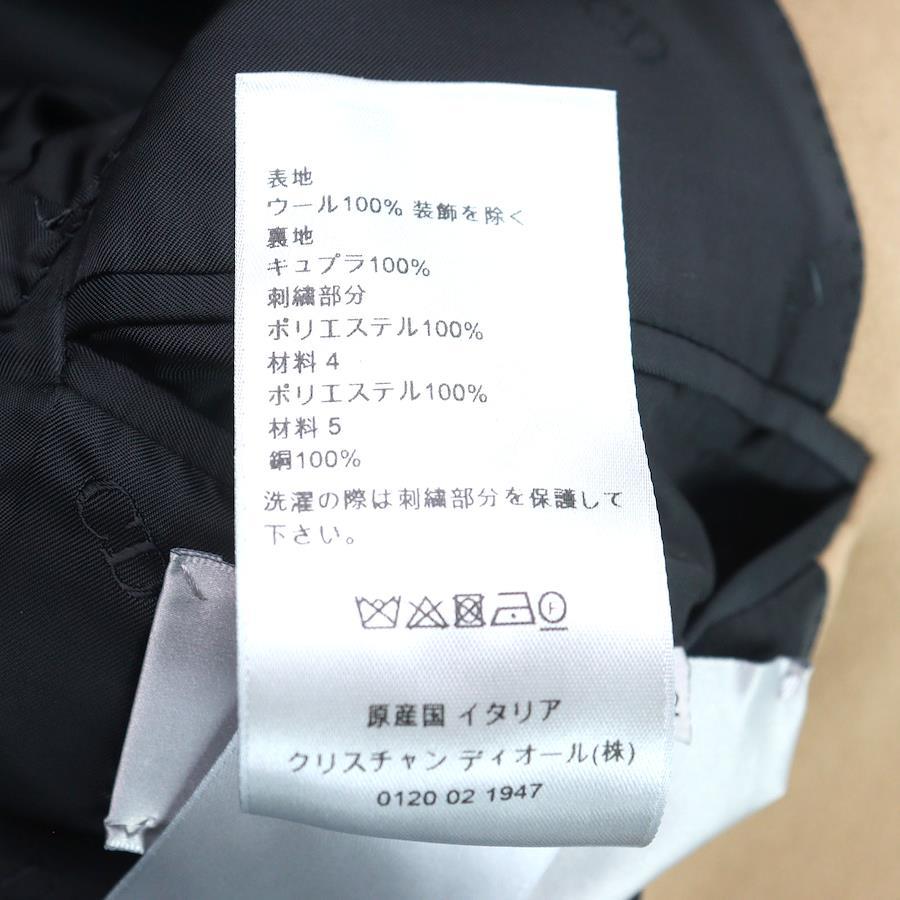 表地
ウール100% 装飾を除く
裏地
キュプラ100%
刺繍部分
ポリエステル100%
材料 4
ポリエステル100%
材料 5
銅100%
洗濯の際は刺繍部分を保護して
下さい。
F
原産国 イタリア
クリスチャン ディオール(株)
0120 02 1947
2
CD
CD